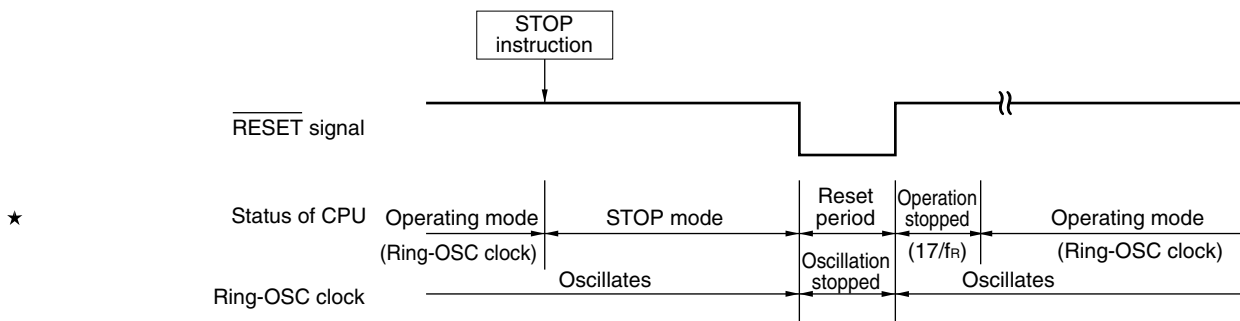 STOP
instruction
RESET signal
★ Status of CPU
Operating mode
(Ring-OSC clock)
STOP mode
Reset
period
Operation
stopped
(17/fR)
Operating mode
(Ring-OSC clock)
Ring-OSC clock
Oscillates
Oscillation
stopped
Oscillates